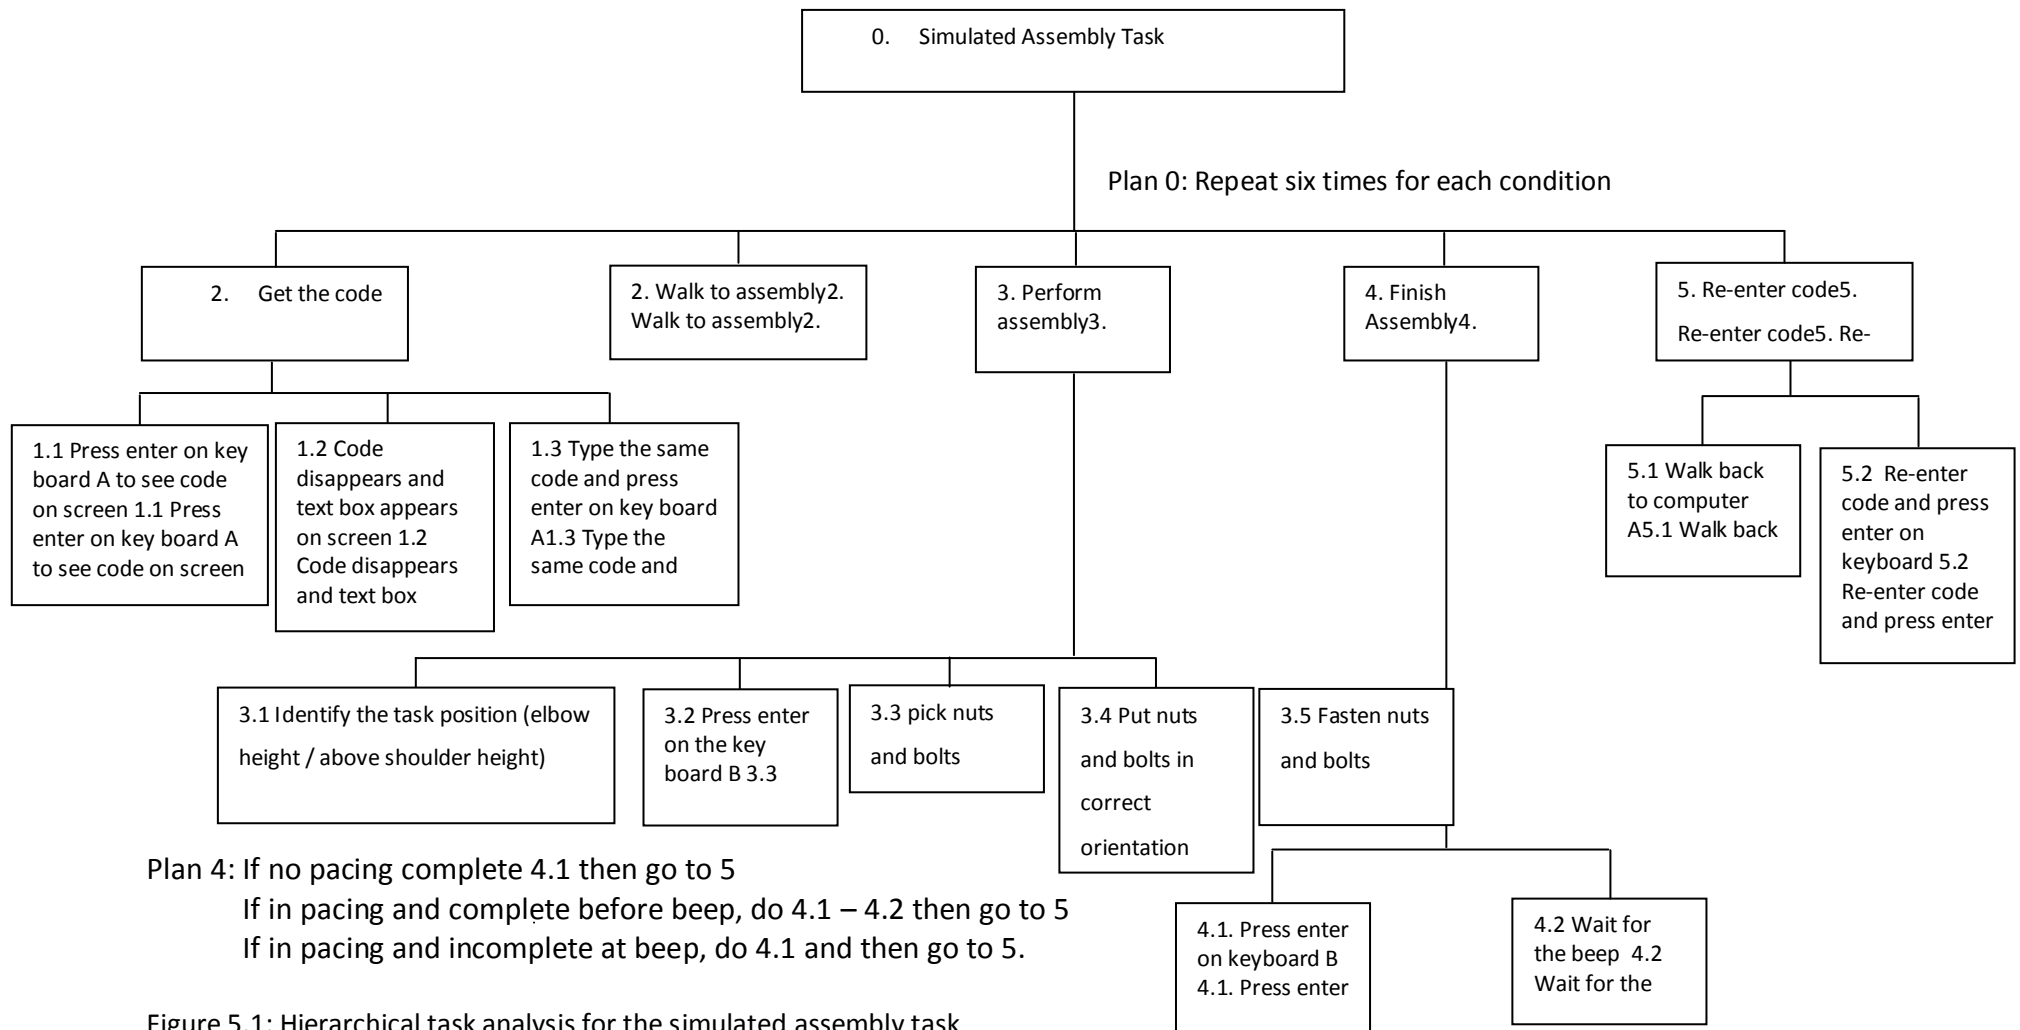 0. Simulated Assembly Task
Plan 0: Repeat six times for each condition
2. Get the code
2. Walk to assembly2.
Walk to assembly2.
3. Perform
assembly3.
4. Finish
Assembly4.
5. Re-enter code5.
Re-enter code5. Re-
1.1 Press enter on key
board A to see code
on screen 1.1 Press
enter on key board A
to see code on screen
1.2 Code
disappears and
text box appears
on screen 1.2
Code disappears
and text box
1.3 Type the same
code and press
enter on key board
A1.3 Type the
same code and
5.1 Walk back
to computer
A5.1 Walk back
5.2 Re-enter
code and press
enter on
keyboard 5.2
Re-enter code
and press enter
3.1 Identify the task position (elbow
height / above shoulder height)
3.2 Press enter
on the key
board B 3.3
3.3 pick nuts
and bolts
3.4 Put nuts
and bolts in
correct
orientation
3.5 Fasten nuts
and bolts
Plan 4: If no pacing complete 4.1 then go to 5
If in pacing and complete before beep, do 4.1 – 4.2 then go to 5
If in pacing and incomplete at beep, do 4.1 and then go to 5.
4.1. Press enter
on keyboard B
4.1. Press enter
4.2 Wait for
the beep 4.2
Wait for the
Figure 5.1: Hierarchical task analysis for the simulated assembly task